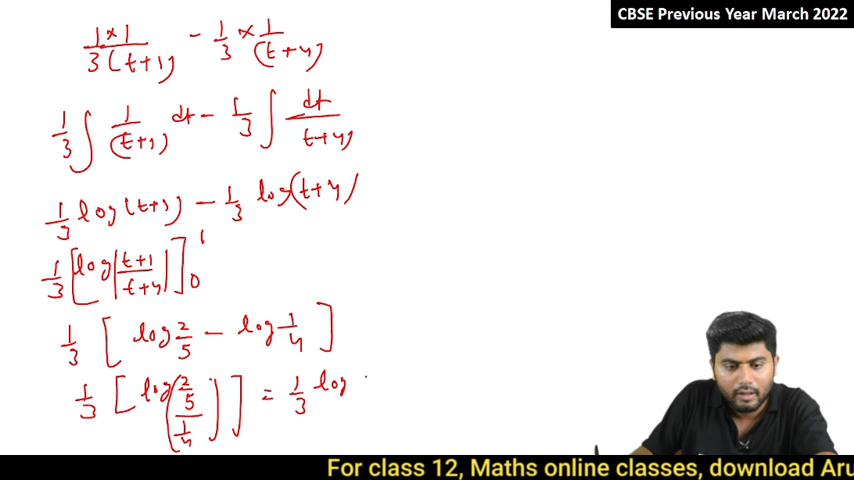 CBSE Previous Year March 2022
1×1/3(t+1) - 1/3 × 1/(t+4)
1/3 ∫ 1/(t+1) dt - 1/3 ∫ dt/t+4)
1/3 log(t+1) - 1/3 log(t+4)
1/3 [log|t+1/t+4|]₀¹
1/3 [ log 2/5 - log 1/4 ]
1/3 [ log (2/5 / 1/4) ] = 1/3 log
For class 12, Maths online classes, download Aru